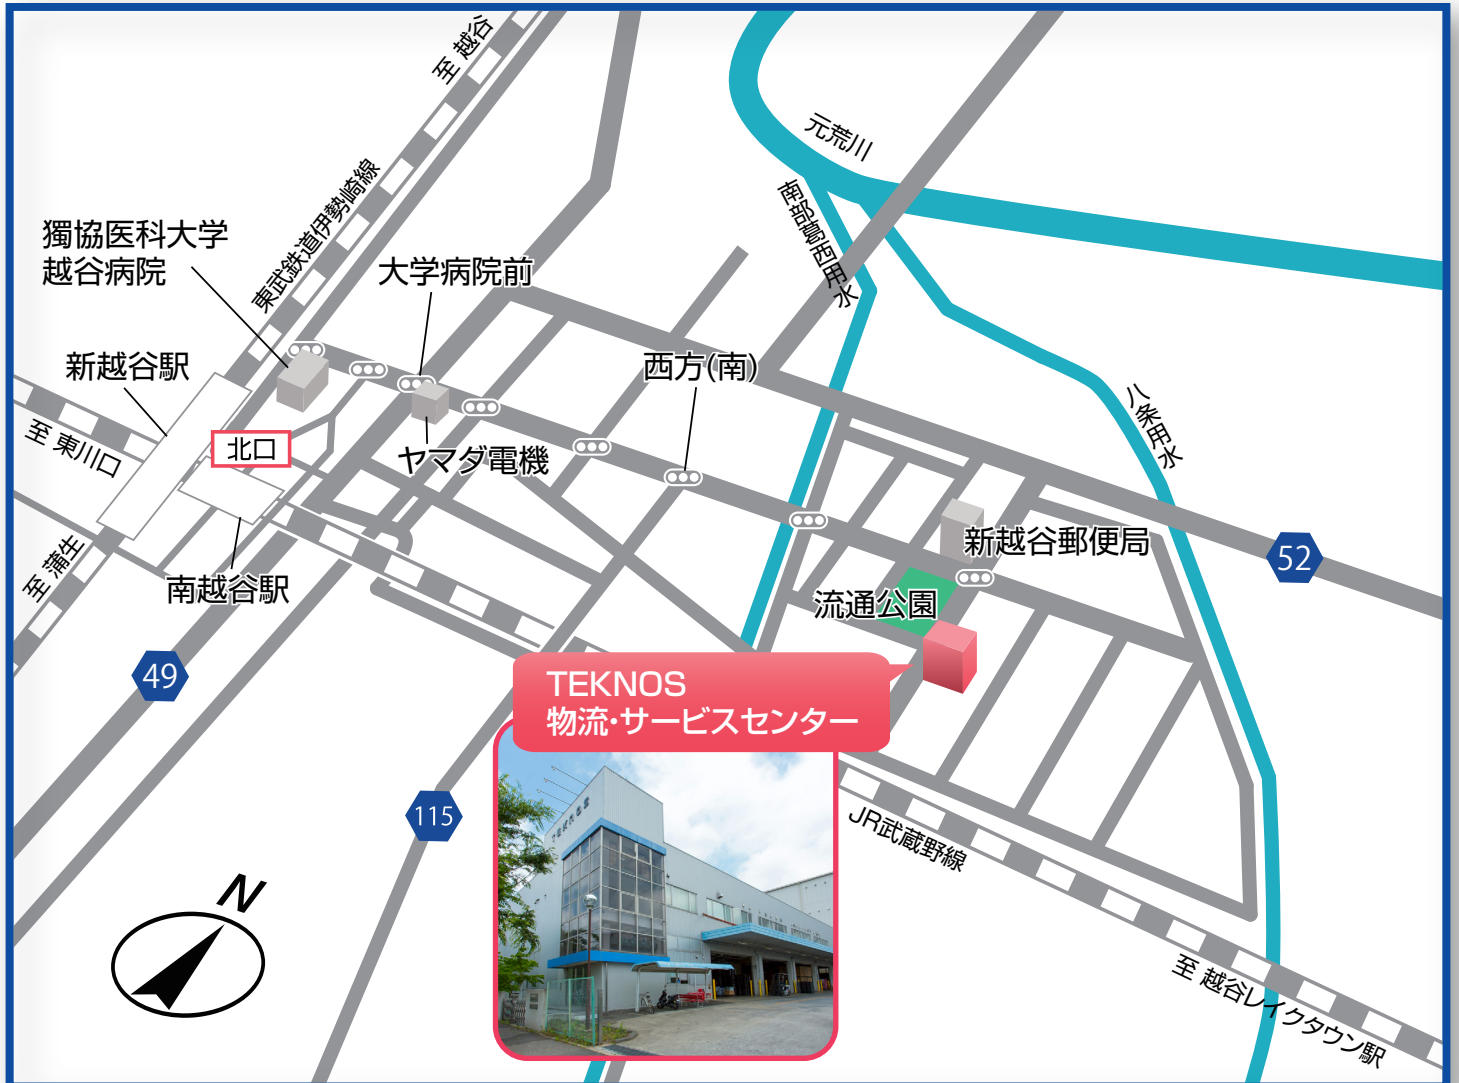 至 越谷
元荒川
東武鉄道伊勢崎線
南部葛西用水
獨協医科大学
越谷病院
大学病院前
新越谷駅
西方(南)
八条用水
至 東川口
北口
ヤマダ電機
新越谷郵便局
52
至 蒲生
南越谷駅
流通公園
49
TEKNOS
物流・サービスセンター
115
JR武蔵野線
N
至 越谷レイクタウン駅